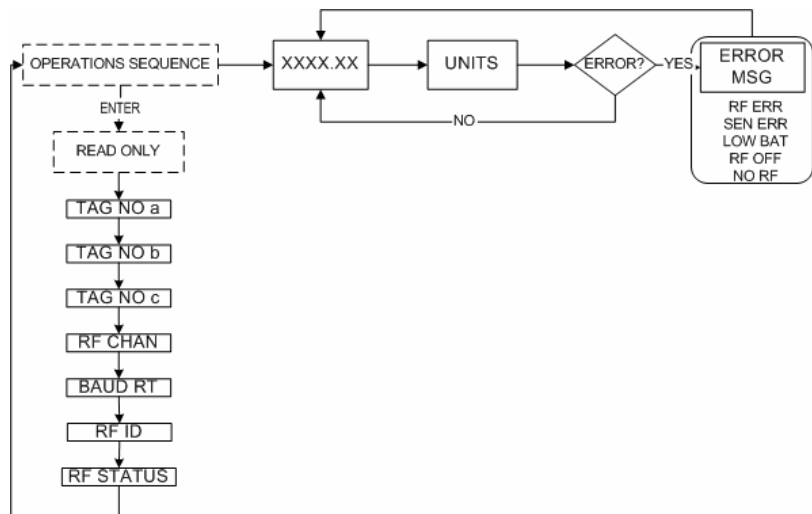 OPERATIONS SEQUENCE
XXXX.XX
UNITS
ERROR?
YES
ERROR
MSG
RF ERR
SEN ERR
LOW BAT
RF OFF
NO RF
NO
ENTER
READ ONLY
TAG NO a
TAG NO b
TAG NO c
RF CHAN
BAUD RT
RF ID
RF STATUS